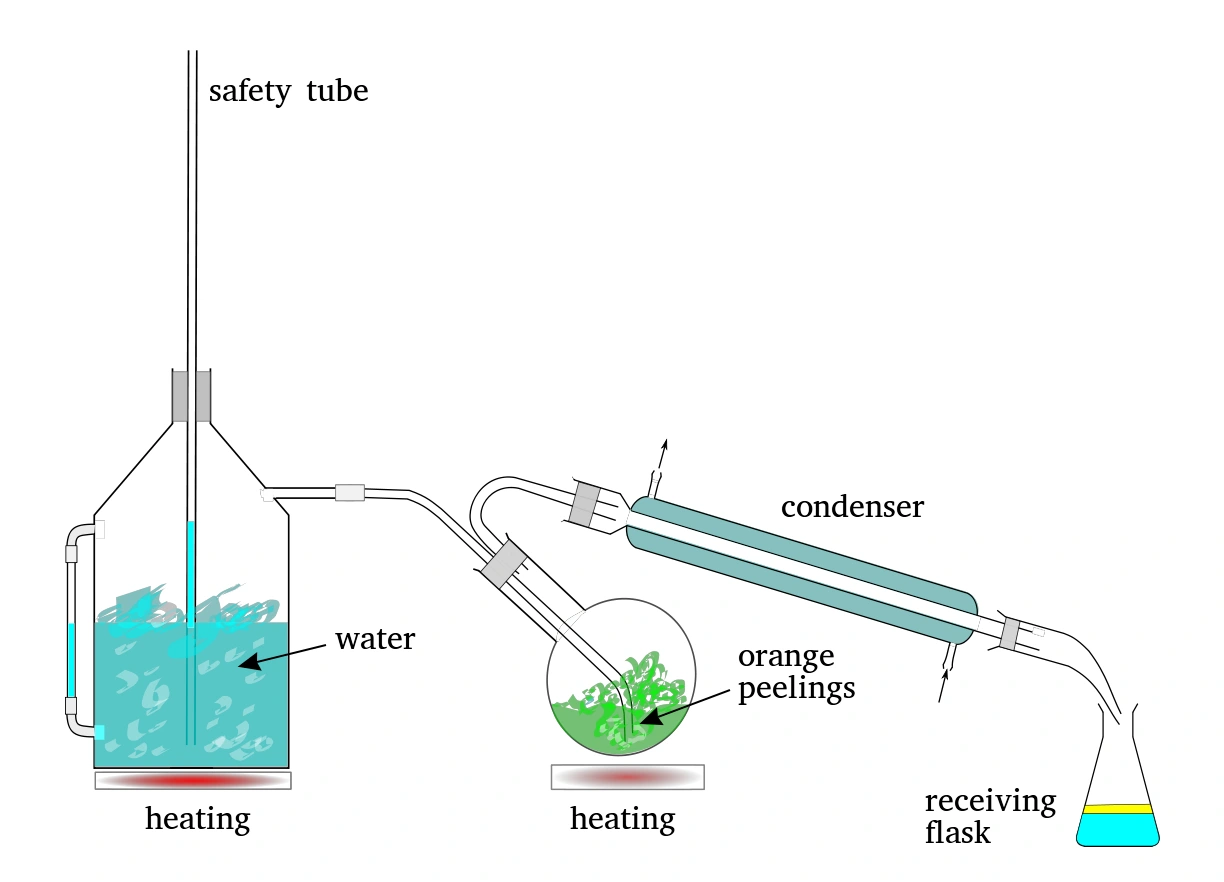 safety tube
condenser
water
orange
peelings
heating
heating
receiving
flask